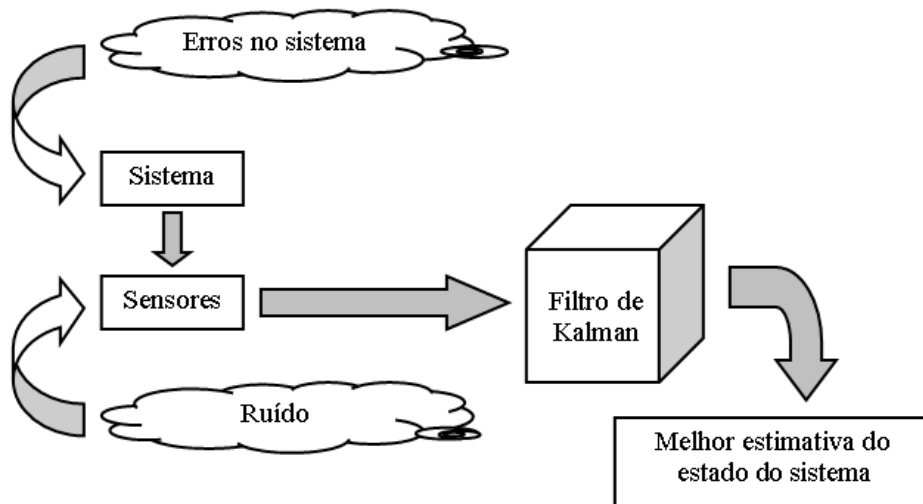 Erros no sistema
Sistema
Sensores
Filtro de
Kalman
Ruído
Melhor estimativa do
estado do sistema